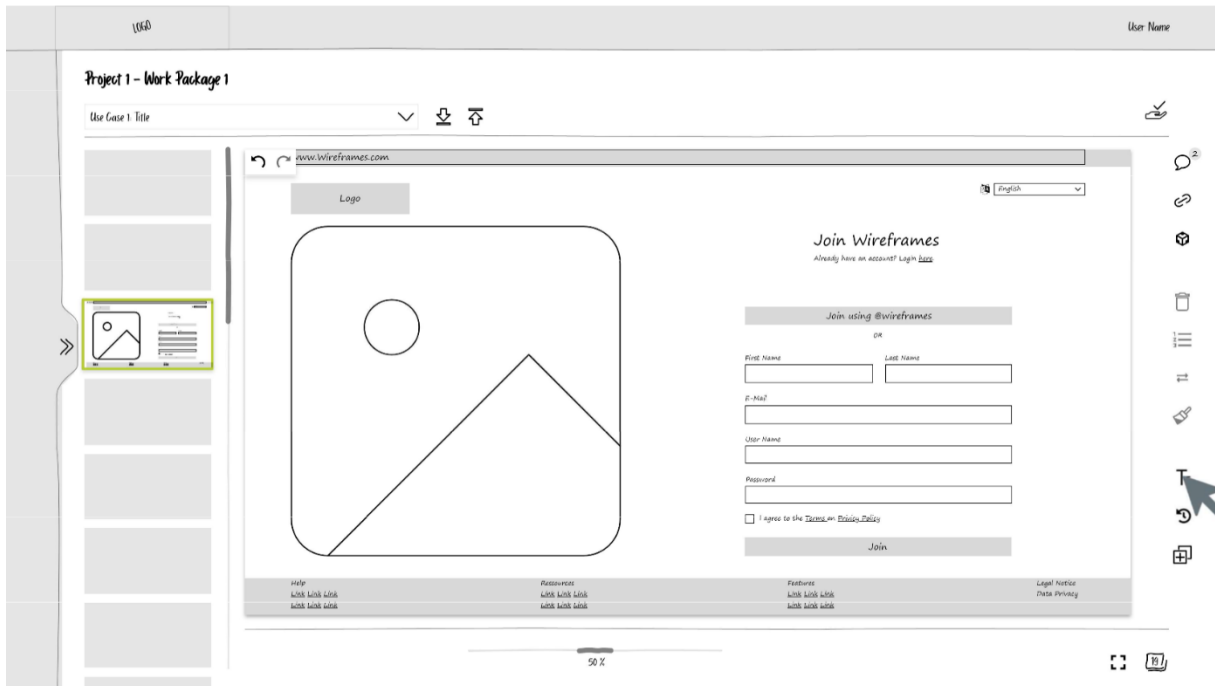 LOGO
User Name
Project 1 - Work Package 1
Use Case 1: Title
www.Wireframes.com
2
Logo
English
Join Wireframes
Already have an account? Login here
Join using @wireframes
OR
First Name Last Name
E-Mail
User Name
Password
I agree to the Terms an Privicy Policy
Join
Help Ressources Features Legal Notice
Link Link Link Link Link Link Link Link Link Data Privacy
Link Link Link Link Link Link Link Link Link
T
50 %
19